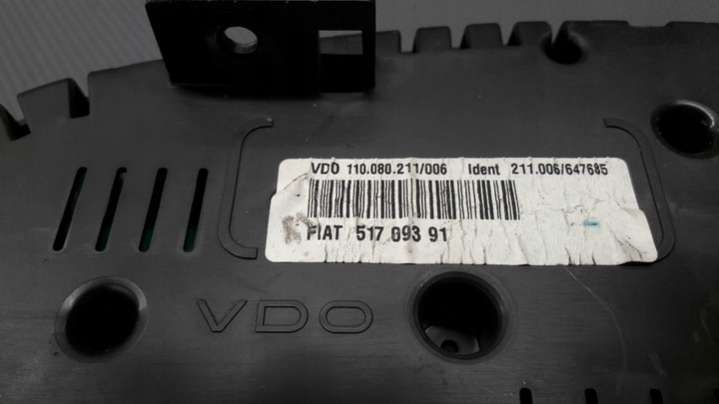 VDO 110.080.211/006 Ident 211.006/647685
FIAT 517 093 91
VDO